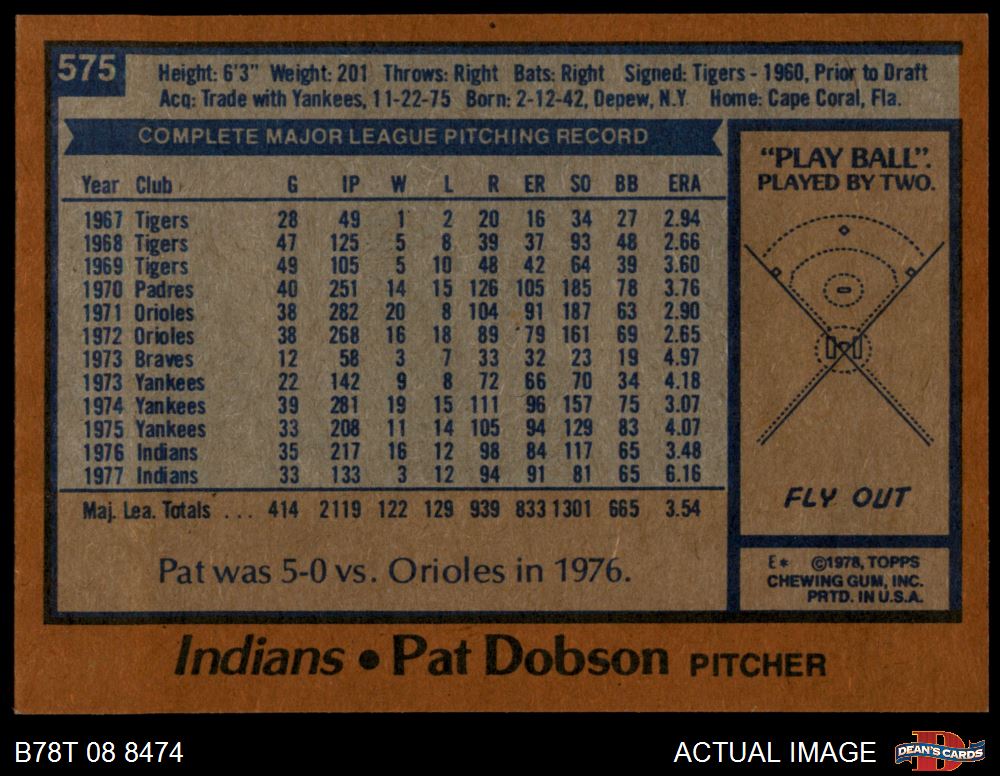 575
Height: 6'3" Weight: 201 Throws: Right Bats: Right Signed: Tigers - 1960, Prior to Draft
Acq: Trade with Yankees, 11-22-75 Born: 2-12-42, Depew, N.Y. Home: Cape Coral, Fla.
COMPLETE MAJOR LEAGUE PITCHING RECORD
Year Club G IP W L R ER SO BB ERA
1967 Tigers 28 49 1 2 20 16 34 27 2.94
1968 Tigers 47 125 5 8 39 37 93 48 2.66
1969 Tigers 49 105 5 10 48 42 64 39 3.60
1970 Padres 40 251 14 15 126 105 185 78 3.76
1971 Orioles 38 282 20 8 104 91 187 63 2.90
1972 Orioles 38 268 16 18 89 79 161 69 2.65
1973 Braves 12 58 3 7 33 32 23 19 4.97
1973 Yankees 22 142 9 8 72 66 70 34 4.18
1974 Yankees 39 281 19 15 111 96 157 75 3.07
1975 Yankees 33 208 11 14 105 94 129 83 4.07
1976 Indians 35 217 16 12 98 84 117 65 3.48
1977 Indians 33 133 3 12 94 91 81 65 6.16
Maj. Lea. Totals ... 414 2119 122 129 939 833 1301 665 3.54
Pat was 5-0 vs. Orioles in 1976.
"PLAY BALL".
PLAYED BY TWO.
FLY OUT
E* ©1978, TOPPS
CHEWING GUM, INC.
PRTD. IN U.S.A.
Indians • Pat Dobson PITCHER
B78T 08 8474
ACTUAL IMAGE
DEAN'S CARDS